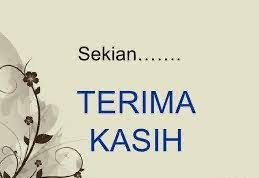 Sekian.......
TERIMA
KASIH